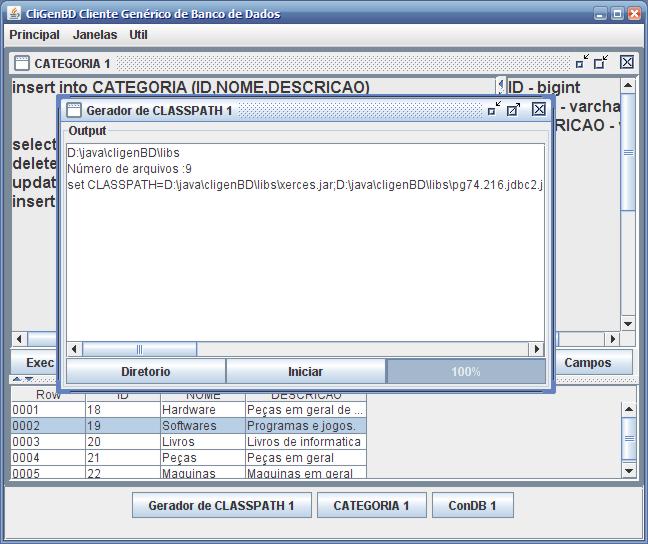 CliGenBD Cliente Genérico de Banco de Dados
Principal Janelas Util
CATEGORIA 1
insert into CATEGORIA (ID,NOME,DESCRICAO)
ID - bigint
- varcha
RICAO - v
select
delete
updat
insert
Gerador de CLASSPATH 1
Output
D:\java\cligenBD\libs
Número de arquivos :9
set CLASSPATH=D:\java\cligenBD\libs\xerces.jar;D:\java\cligenBD\libs\pg74.216.jdbc2.j
Diretorio Iniciar 100%
Exec Campos
Row ID NOME DESCRICAO
0001 18 Hardware Peças em geral de ...
0002 19 Softwares Programas e jogos.
0003 20 Livros Livros de informatica
0004 21 Peças Peças em geral
0005 22 Maquinas Maquinas em geral
Gerador de CLASSPATH 1 CATEGORIA 1 ConDB 1